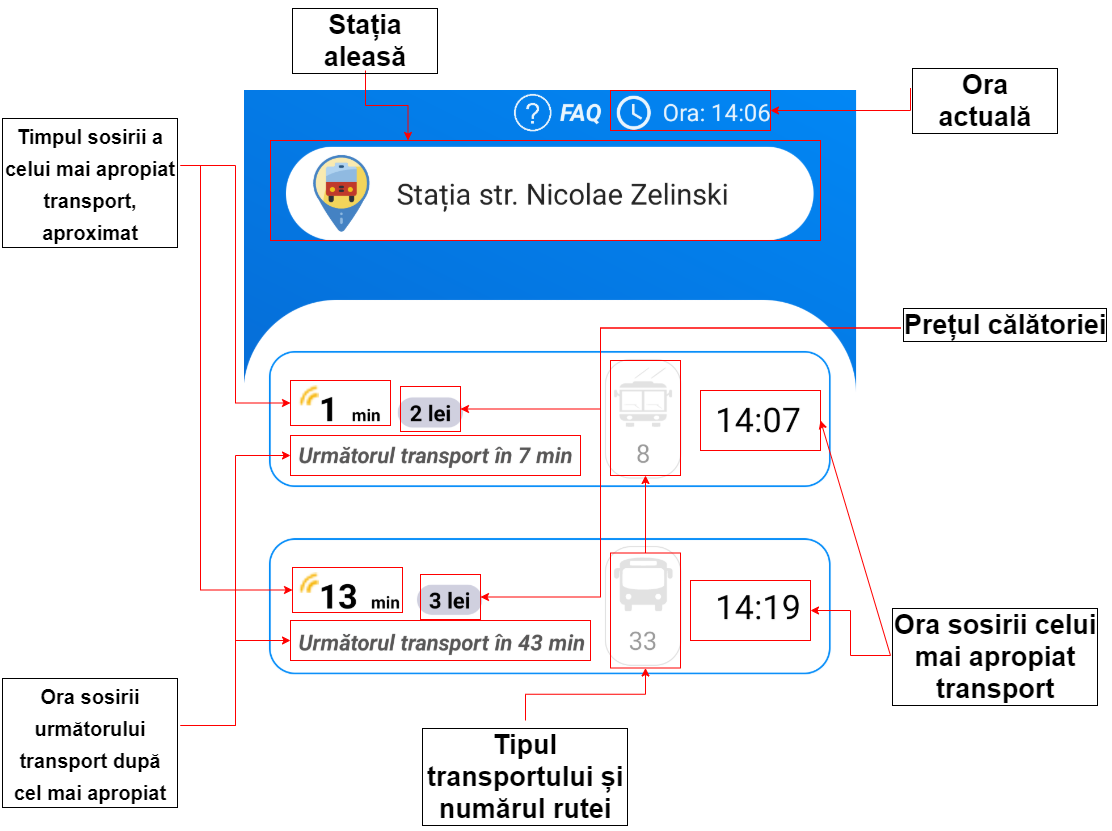 Stația
aleasă
Ora
actuală
FAQ
Ora: 14:06
Timpul sosirii a
celui mai apropiat
transport,
aproximat
Stația str. Nicolae Zelinski
Prețul călătoriei
1 min
2 lei
8
14:07
Următorul transport în 7 min
13 min
3 lei
33
14:19
Următorul transport în 43 min
Ora sosirii celui
mai apropiat
transport
Ora sosirii
următorului
transport după
cel mai apropiat
Tipul
transportului și
numărul rutei